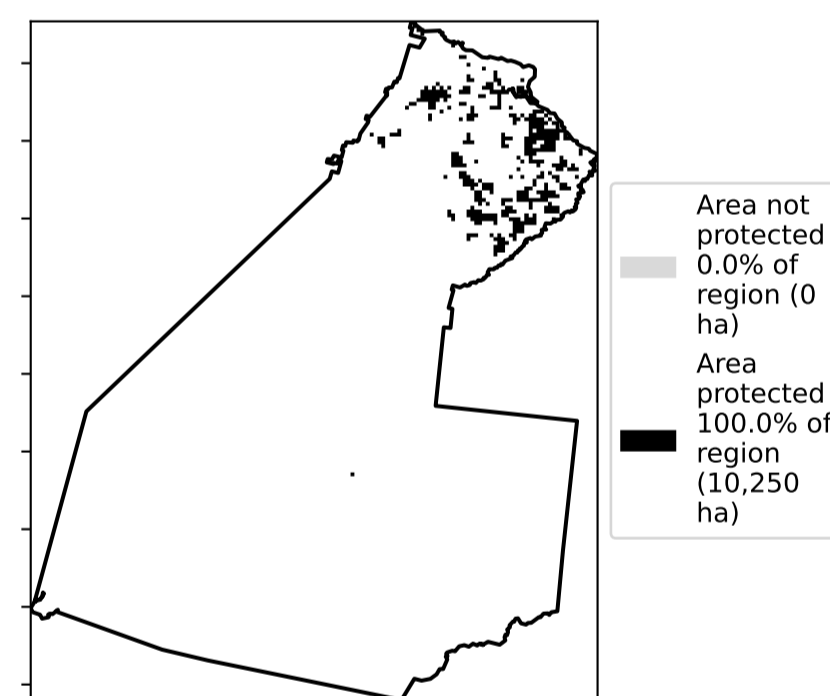 Area not
protected
0.0% of
region (0
ha)
Area
protected
100.0% of
region
(10,250
ha)